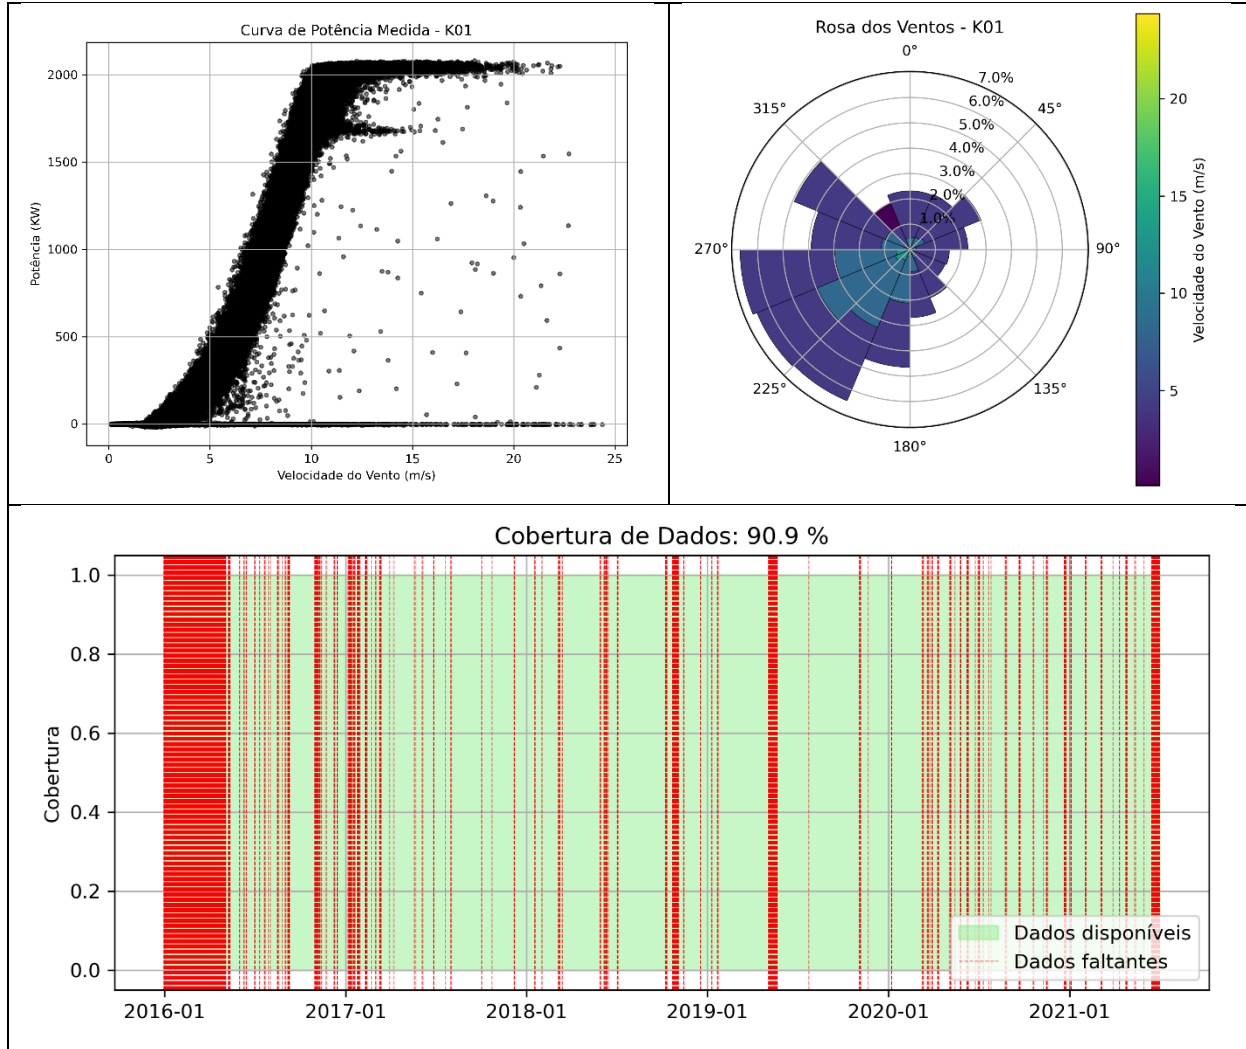 Curva de Potência Medida - K01
Potência (KW)
2000
1500
1000
500
0
0 5 10 15 20 25
Velocidade do Vento (m/s)
Rosa dos Ventos - K01
0°
45°
90°
135°
180°
225°
270°
315°
7.0%
6.0%
5.0%
4.0%
3.0%
2.0%
1.0%
20
15
10
5
Velocidade do Vento (m/s)
Cobertura de Dados: 90.9 %
Cobertura
1.0
0.8
0.6
0.4
0.2
0.0
Dados disponíveis
Dados faltantes
2016-01 2017-01 2018-01 2019-01 2020-01 2021-01